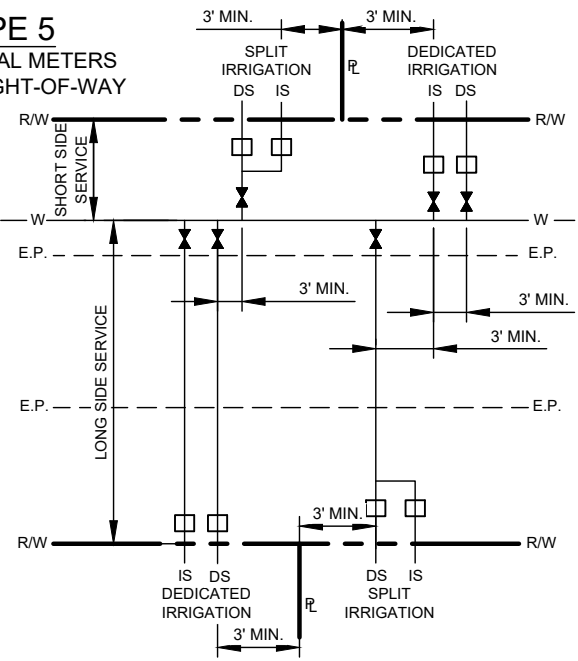 PE 5
AL METERS
GHT-OF-WAY
3' MIN.
3' MIN.
SPLIT
IRRIGATION
DS IS
PL
DEDICATED
IRRIGATION
IS DS
R/W
R/W
SHORT SIDE
SERVICE
W
W
E.P.
E.P.
3' MIN.
3' MIN.
3' MIN.
LONG SIDE SERVICE
E.P.
E.P.
3' MIN.
R/W
R/W
IS DS
DEDICATED
IRRIGATION
PL
DS IS
SPLIT
IRRIGATION
3' MIN.